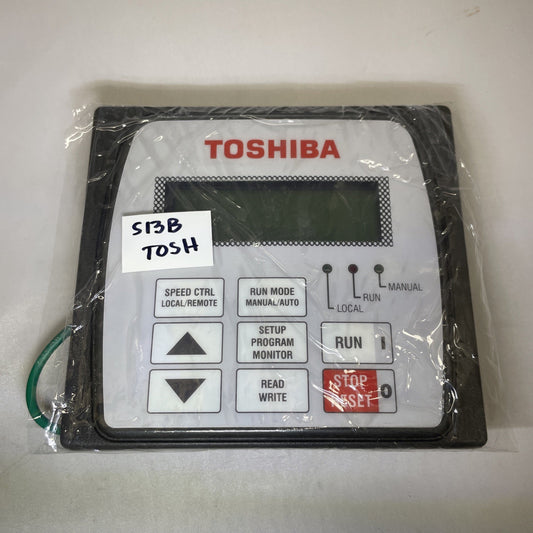 TOSHIBA
S13B
TOSH
SPEED CTRL
LOCAL/REMOTE
RUN MODE
MANUAL/AUTO
MANUAL
RUN
LOCAL
SETUP
PROGRAM
MONITOR
RUN I
READ
WRITE
STOP
RESET O